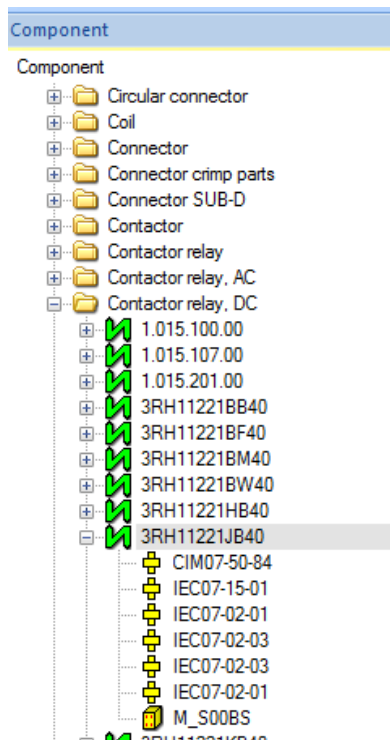 Component
Component
Circular connector
Coil
Connector
Connector crimp parts
Connector SUB-D
Contactor
Contactor relay
Contactor relay, AC
Contactor relay, DC
1.015.100.00
1.015.107.00
1.015.201.00
3RH11221BB40
3RH11221BF40
3RH11221BM40
3RH11221BW40
3RH11221HB40
3RH11221JB40
CIM07-50-84
IEC07-15-01
IEC07-02-01
IEC07-02-03
IEC07-02-03
IEC07-02-01
M_S00BS